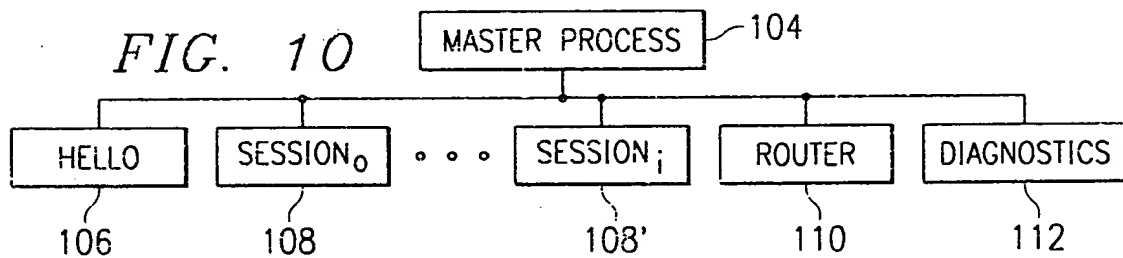 FIG. 10
MASTER PROCESS
104
HELLO
SESSION₀
SESSIONᵢ
ROUTER
DIAGNOSTICS
106
108
108'
110
112